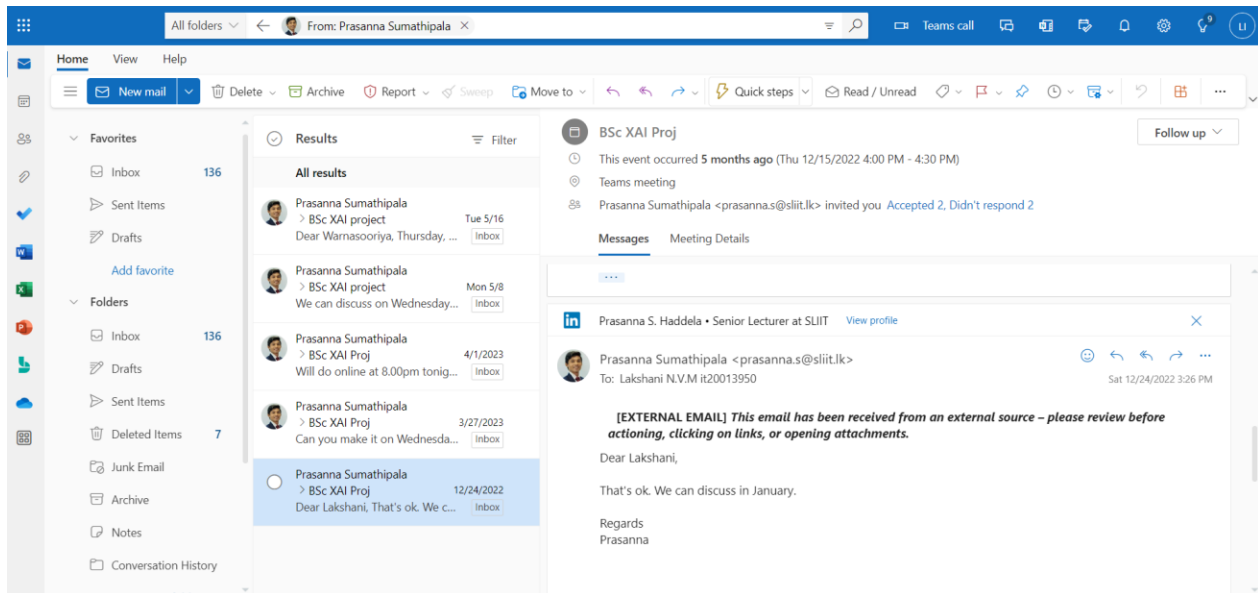 All folders
From: Prasanna Sumathipala
Teams call
9
LI
Home View Help
New mail
Delete
Archive
Report
Sweep
Move to
Quick steps
Read / Unread
Favorites
Inbox 136
Sent Items
Drafts
Add favorite
Folders
Inbox 136
Drafts
Sent Items
Deleted Items 7
Junk Email
Archive
Notes
Conversation History
Results
Filter
All results
Prasanna Sumathipala
BSc XAI project Tue 5/16
Dear Warnasooriya, Thursday, ... Inbox
Prasanna Sumathipala
BSc XAI project Mon 5/8
We can discuss on Wednesday... Inbox
Prasanna Sumathipala
BSc XAI Proj 4/1/2023
Will do online at 8.00pm tonig... Inbox
Prasanna Sumathipala
BSc XAI Proj 3/27/2023
Can you make it on Wednesda... Inbox
Prasanna Sumathipala
BSc XAI Proj 12/24/2022
Dear Lakshani, That's ok. We c... Inbox
BSc XAI Proj
Follow up
This event occurred 5 months ago (Thu 12/15/2022 4:00 PM - 4:30 PM)
Teams meeting
Prasanna Sumathipala <prasanna.s@sliit.lk> invited you Accepted 2, Didn't respond 2
Messages Meeting Details
...
in Prasanna S. Haddela • Senior Lecturer at SLIIT View profile
Prasanna Sumathipala <prasanna.s@sliit.lk>
To: Lakshani N.V.M it20013950
Sat 12/24/2022 3:26 PM
[EXTERNAL EMAIL] This email has been received from an external source – please review before
actioning, clicking on links, or opening attachments.
Dear Lakshani,
That's ok. We can discuss in January.
Regards
Prasanna